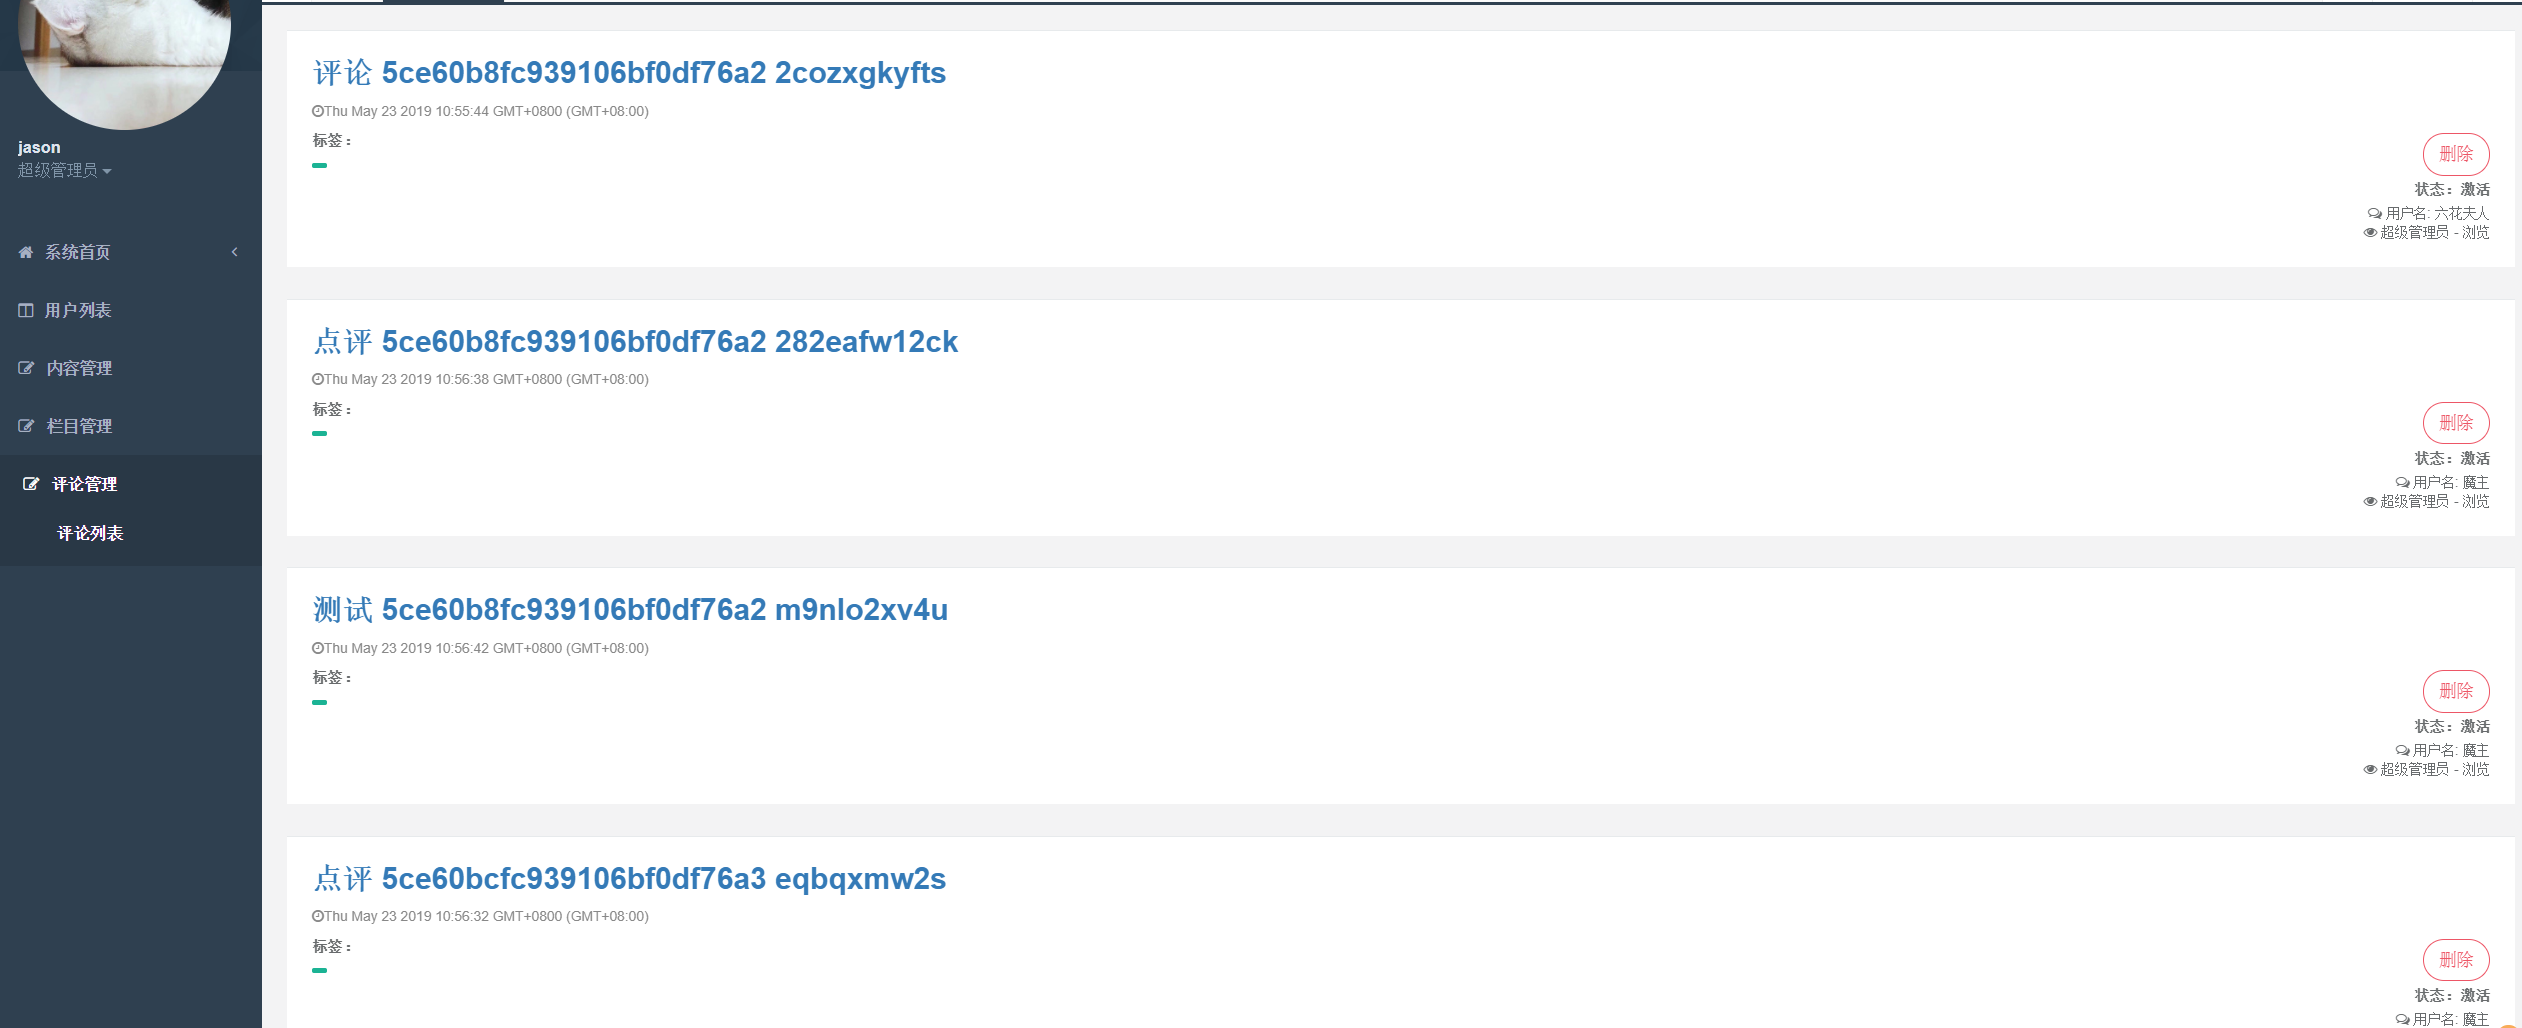 jason
超级管理员
系统首页
用户列表
内容管理
栏目管理
评论管理
评论列表
评论 5ce60b8fc939106bf0df76a2 2cozxgkyfts
Thu May 23 2019 10:55:44 GMT+0800 (GMT+08:00)
标签：
删除
状态：激活
用户名: 六花夫人
超级管理员 - 浏览
点评 5ce60b8fc939106bf0df76a2 282eafw12ck
Thu May 23 2019 10:56:38 GMT+0800 (GMT+08:00)
标签：
删除
状态：激活
用户名: 魔主
超级管理员 - 浏览
测试 5ce60b8fc939106bf0df76a2 m9nlo2xv4u
Thu May 23 2019 10:56:42 GMT+0800 (GMT+08:00)
标签：
删除
状态：激活
用户名: 魔主
超级管理员 - 浏览
点评 5ce60bcfc939106bf0df76a3 eqbqxmw2s
Thu May 23 2019 10:56:32 GMT+0800 (GMT+08:00)
标签：
删除
状态：激活
用户名: 魔主